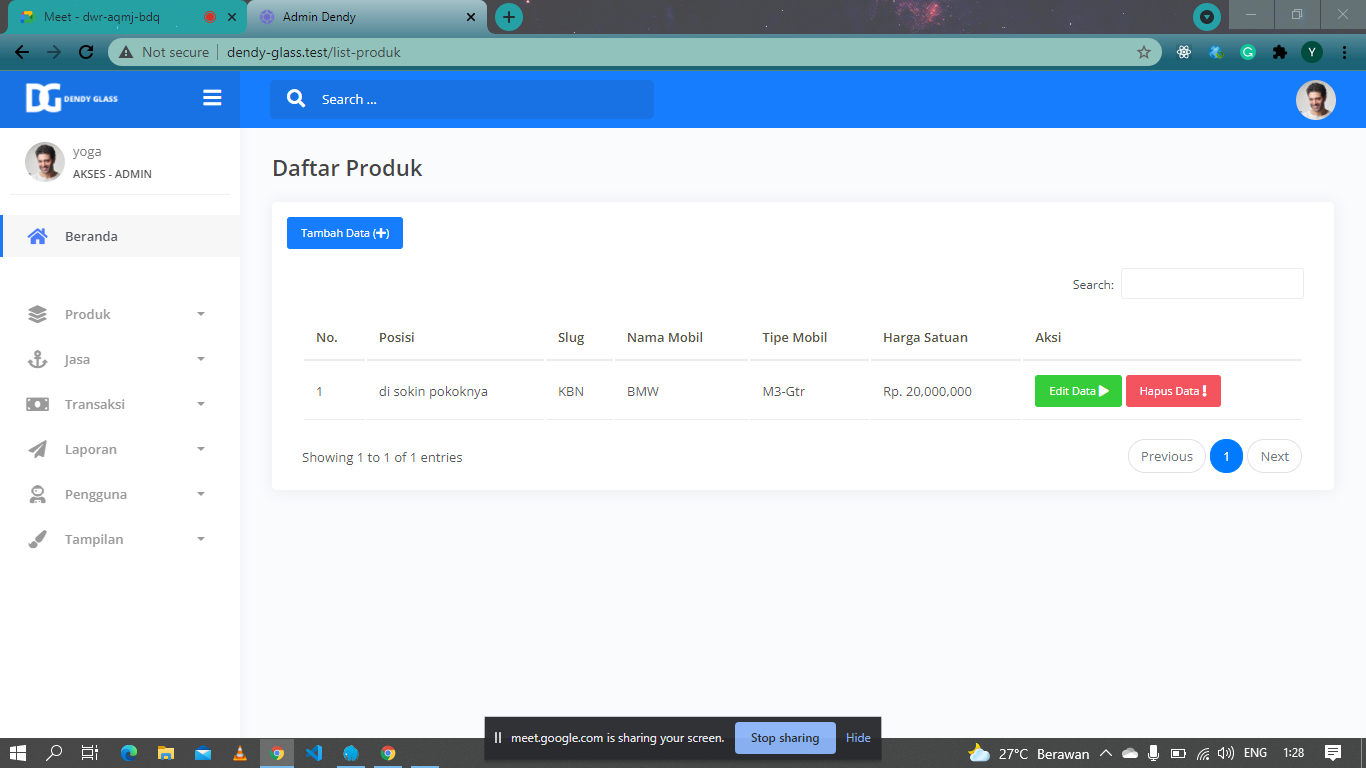 Meet - dwr-aqmj-bdq
Admin Dendy
Not secure
dendy-glass.test/list-produk
Y
DG DENDY GLASS
Search ...
yoga
AKSES - ADMIN
Beranda
Produk
Jasa
Transaksi
Laporan
Pengguna
Tampilan
Daftar Produk
Tambah Data (+)
Search:
No. Posisi Slug Nama Mobil Tipe Mobil Harga Satuan Aksi
1 di sokin pokoknya KBN BMW M3-Gtr Rp. 20,000,000 Edit Data Hapus Data !
Showing 1 to 1 of 1 entries
Previous 1 Next
meet.google.com is sharing your screen. Stop sharing Hide
27°C Berawan ENG 1:28